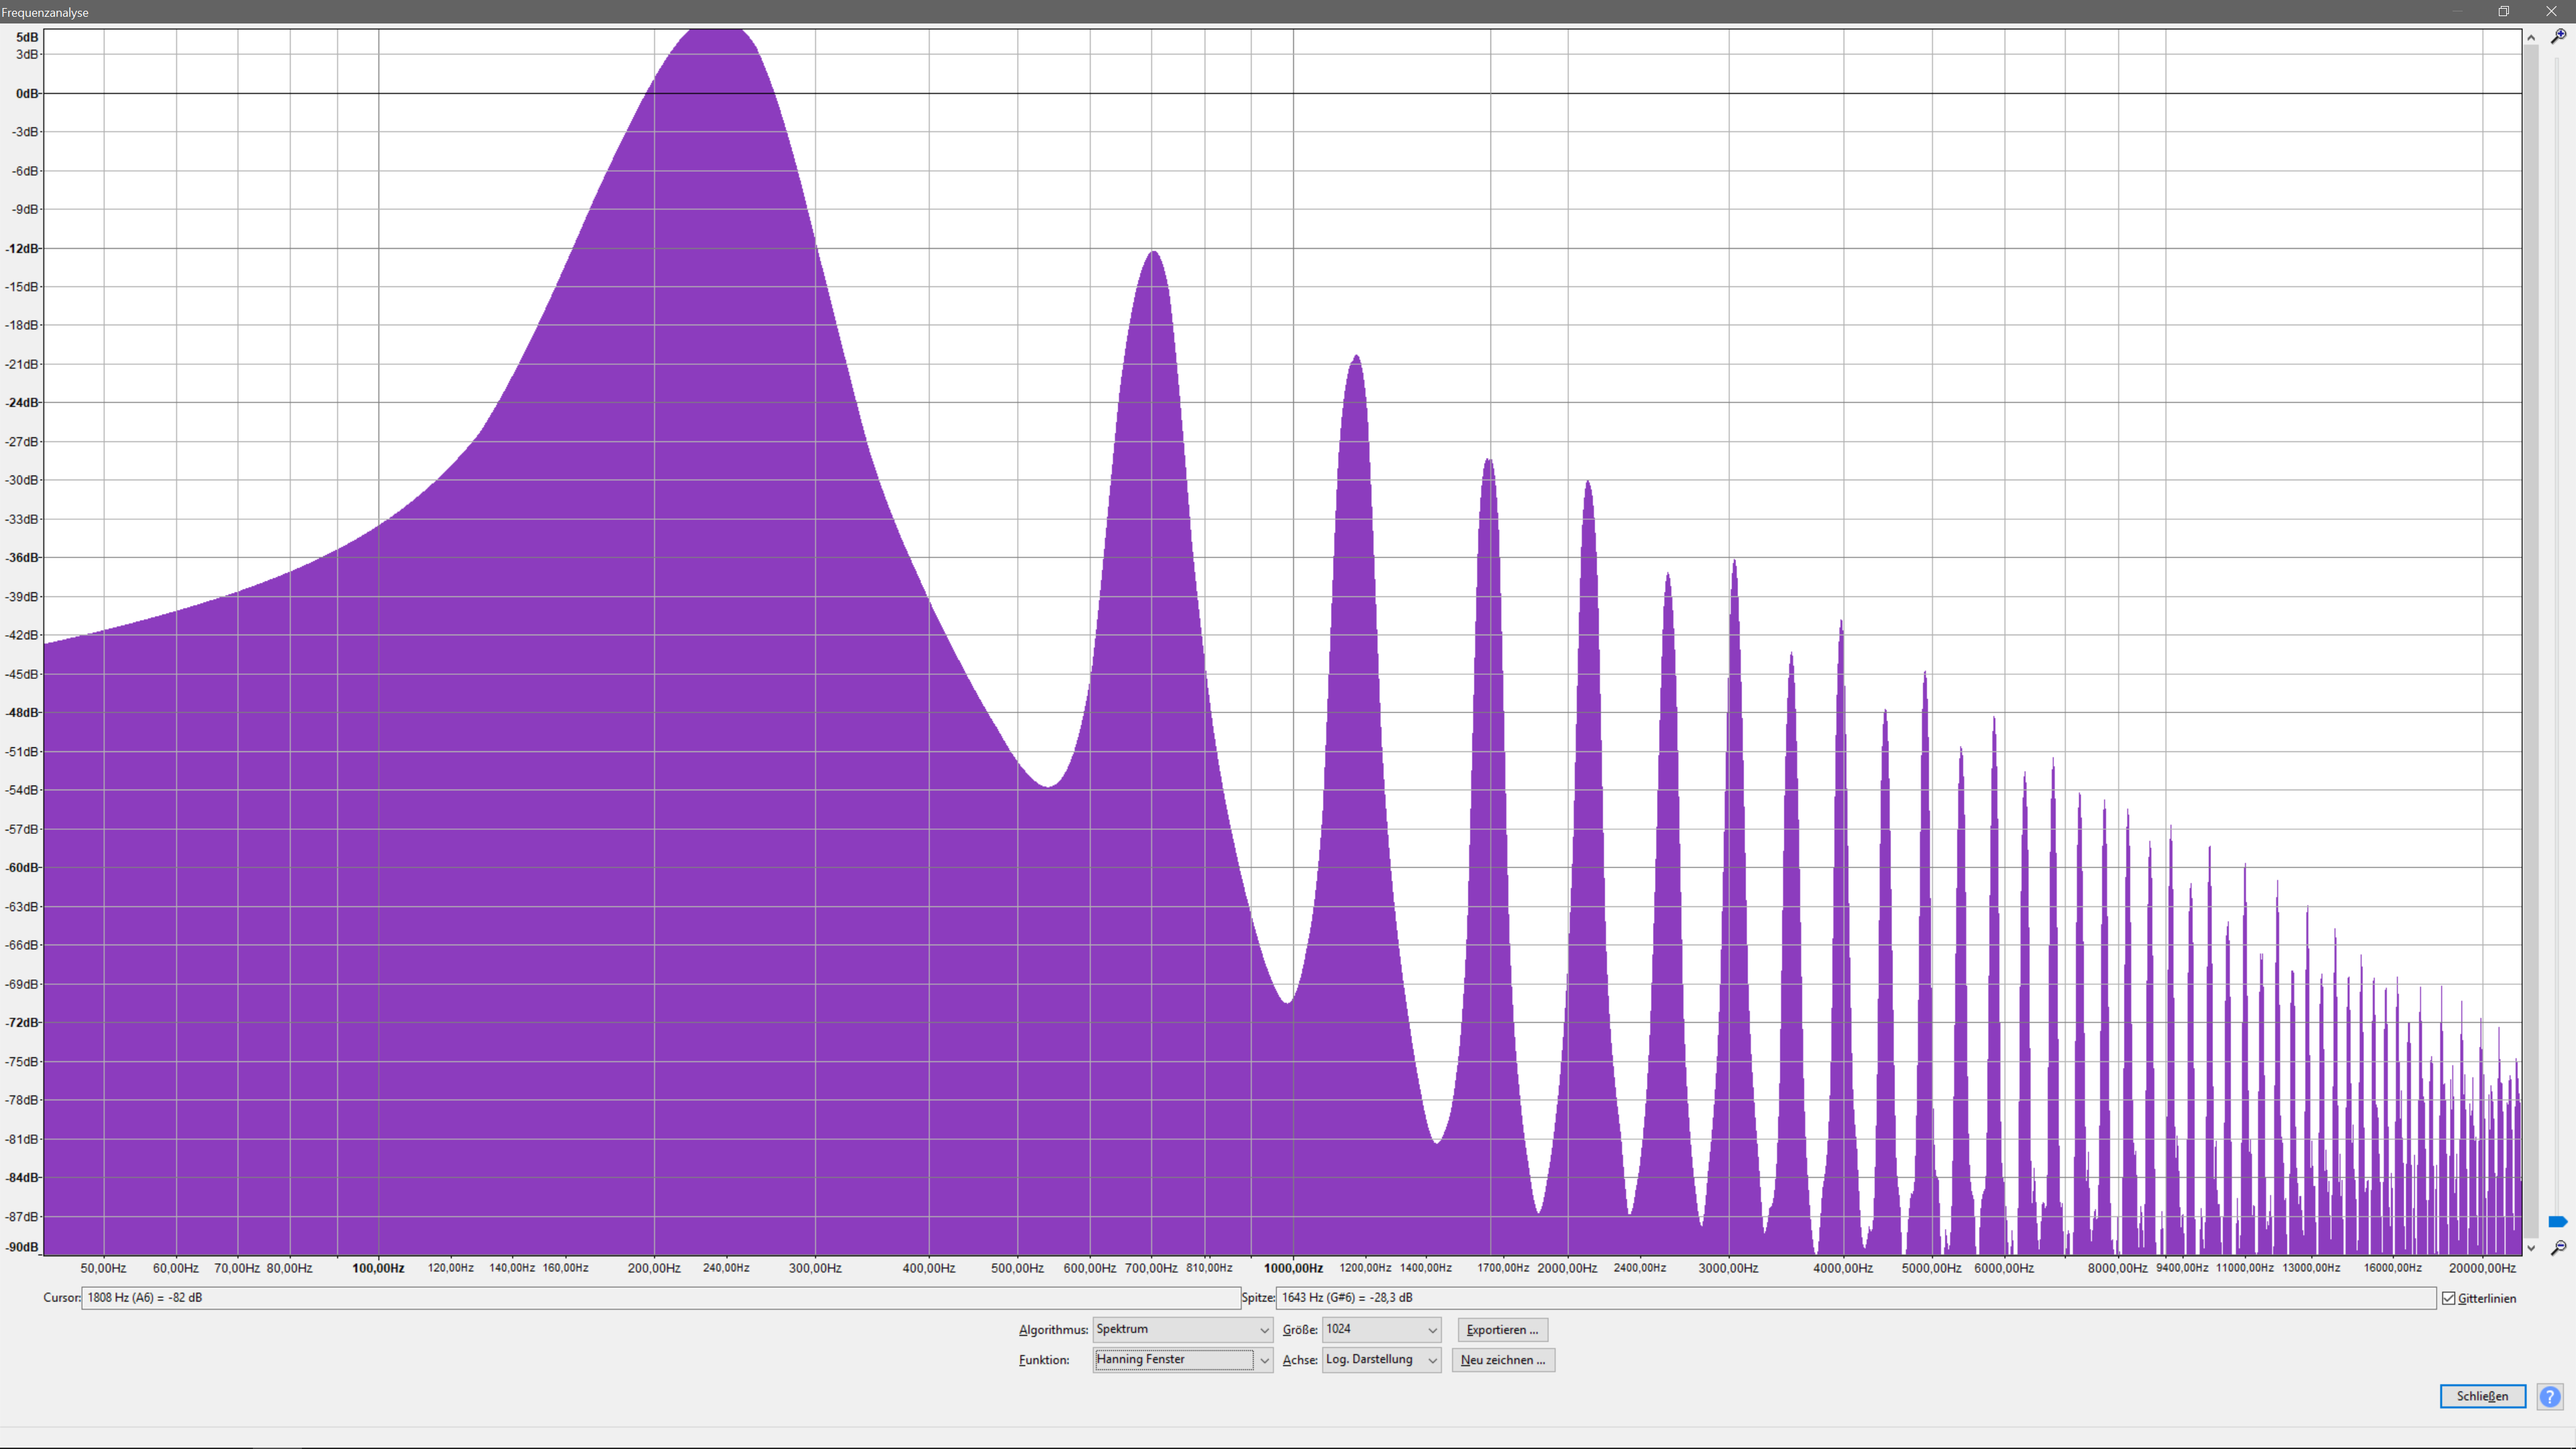 Frequenzanalyse
5dB
3dB
0dB
-3dB
-6dB
-9dB
-12dB
-15dB
-18dB
-21dB
-24dB
-27dB
-30dB
-33dB
-36dB
-39dB
-42dB
-45dB
-48dB
-51dB
-54dB
-57dB
-60dB
-63dB
-66dB
-69dB
-72dB
-75dB
-78dB
-81dB
-84dB
-87dB
-90dB
50,00Hz 60,00Hz 70,00Hz 80,00Hz 100,00Hz 120,00Hz 140,00Hz 160,00Hz 200,00Hz 240,00Hz 300,00Hz 400,00Hz 500,00Hz 600,00Hz 700,00Hz 810,00Hz 1000,00Hz 1200,00Hz 1400,00Hz 1700,00Hz 2000,00Hz 2400,00Hz 3000,00Hz 4000,00Hz 5000,00Hz 6000,00Hz 8000,00Hz 9400,00Hz 11000,00Hz 13000,00Hz 16000,00Hz 20000,00Hz
Cursor: 1808 Hz (A6) = -82 dB Spitze: 1643 Hz (G#6) = -28,3 dB Gitterlinien
Algorithmus: Spektrum Größe: 1024 Exportieren ...
Funktion: Hanning Fenster Achse: Log. Darstellung Neu zeichnen ...
Schließen ?